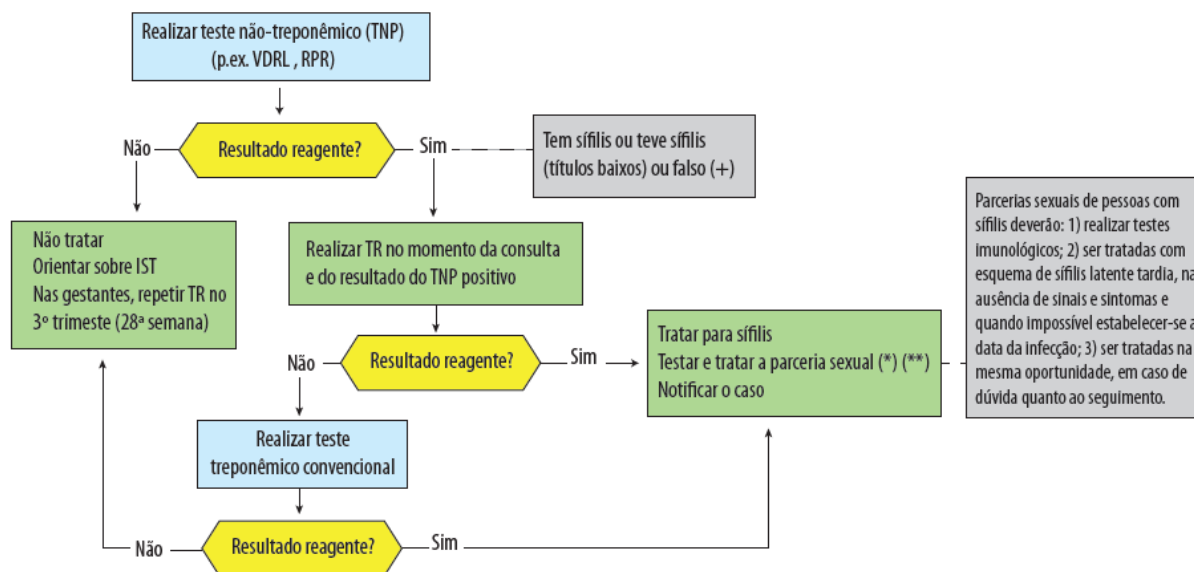 Realizar teste não-treponêmico (TNP)
(p.ex. VDRL , RPR)
Não
Resultado reagente?
Sim
Tem sífilis ou teve sífilis
(títulos baixos) ou falso (+)
Não tratar
Orientar sobre IST
Nas gestantes, repetir TR no
3º trimestre (28ª semana)
Realizar TR no momento da consulta
e do resultado do TNP positivo
Parcerias sexuais de pessoas com
sífilis deverão: 1) realizar testes
imunológicos; 2) ser tratadas com
esquema de sífilis latente tardia, na
ausência de sinais e sintomas e
quando impossível estabelecer-se a
data da infecção; 3) ser tratadas na
mesma oportunidade, em caso de
dúvida quanto ao seguimento.
Não
Resultado reagente?
Sim
Tratar para sífilis
Testar e tratar a parceria sexual (*) (**)
Notificar o caso
Realizar teste
treponêmico convencional
Não
Resultado reagente?
Sim